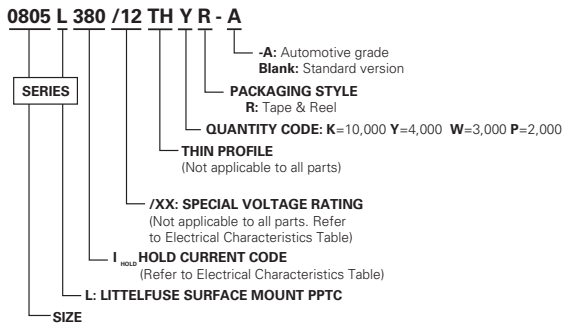 0805 L 380 /12 TH Y R - A
-A: Automotive grade
Blank: Standard version
SERIES
PACKAGING STYLE
R: Tape & Reel
QUANTITY CODE: K=10,000 Y=4,000 W=3,000 P=2,000
THIN PROFILE
(Not applicable to all parts)
/XX: SPECIAL VOLTAGE RATING
(Not applicable to all parts. Refer
to Electrical Characteristics Table)
I HOLD HOLD CURRENT CODE
(Refer to Electrical Characteristics Table)
L: LITTELFUSE SURFACE MOUNT PPTC
SIZE